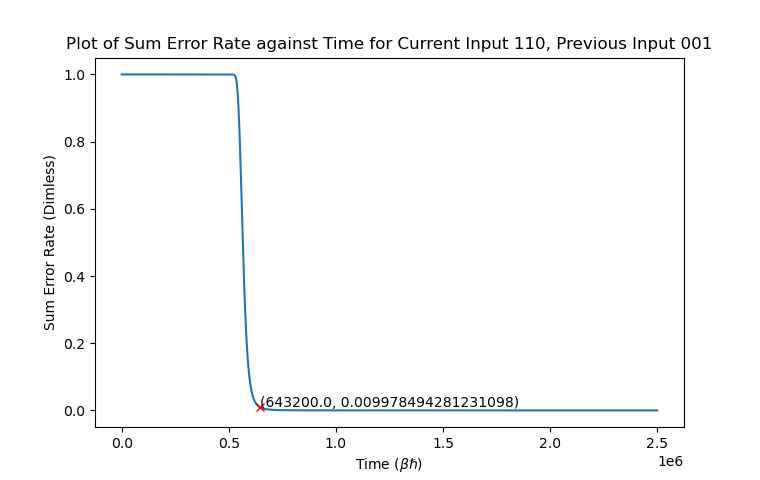 Plot of Sum Error Rate against Time for Current Input 110, Previous Input 001
1.0
0.8
0.6
0.4
0.2
0.0
Sum Error Rate (Dimless)
(643200.0, 0.009978494281231098)
0.0 0.5 1.0 1.5 2.0 2.5
1e6
Time (βℏ)